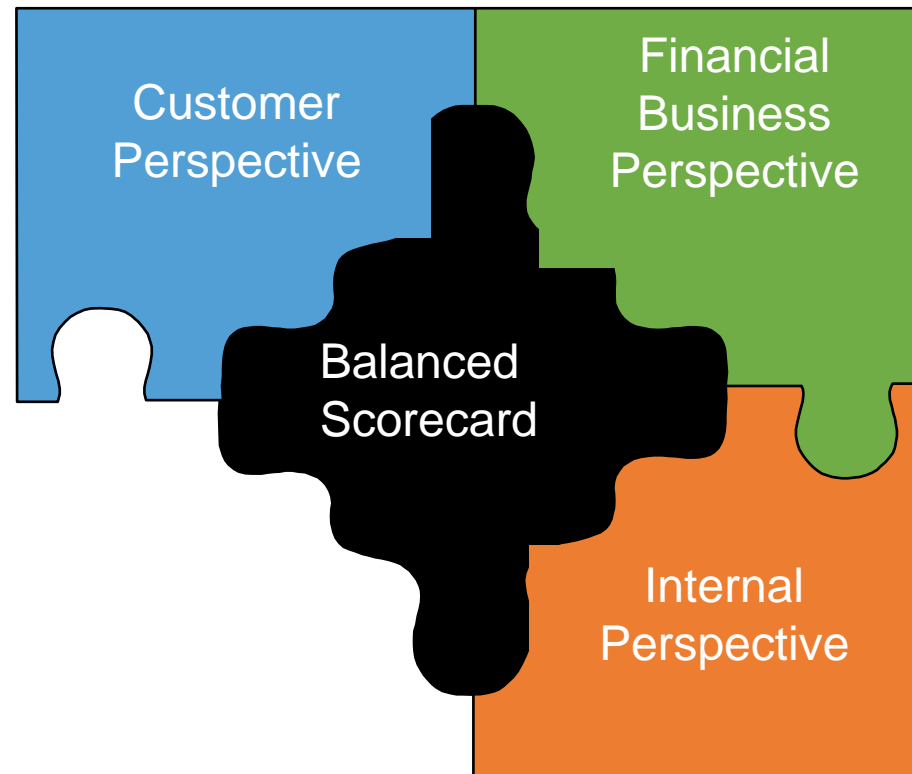 Customer
Perspective
Financial
Business
Perspective
Balanced
Scorecard
Internal
Perspective